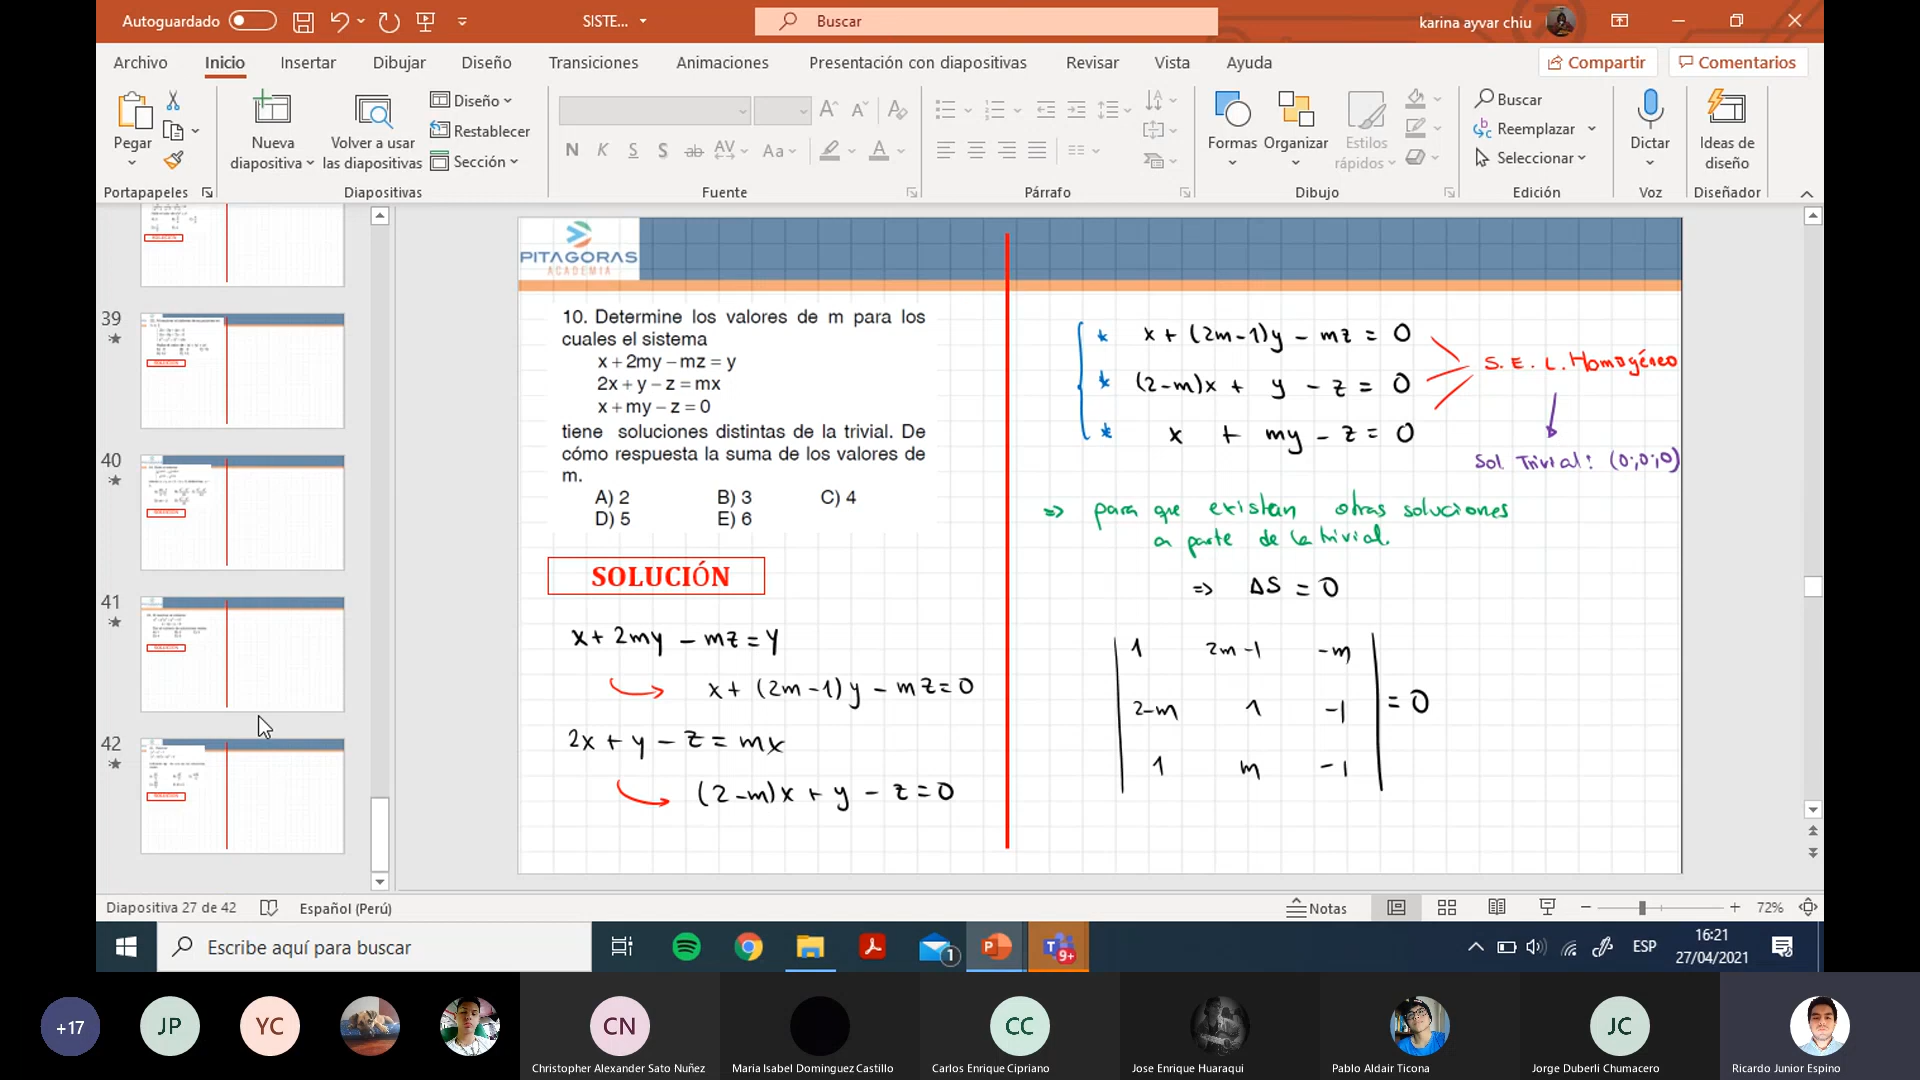 Autoguardado
SISTE...
Buscar
karina ayvar chiu
Archivo Inicio Insertar Dibujar Diseño Transiciones Animaciones Presentación con diapositivas Revisar Vista Ayuda
Compartir Comentarios
Pegar
Portapapeles
Nueva diapositiva
Volver a usar las diapositivas
Diseño
Restablecer
Sección
Diapositivas
N K S S ab AV Aa A
Fuente
Párrafo
Formas
Organizar
Estilos rápidos
Dibujo
Buscar
Reemplazar
Seleccionar
Edición
Dictar
Voz
Ideas de diseño
Diseñador
39
40
41
42
PITAGORAS
ACADEMIA
10. Determine los valores de m para los
cuales el sistema
x + 2my – mz = y
2x + y – z = mx
x + my – z = 0
tiene soluciones distintas de la trivial. De
cómo respuesta la suma de los valores de
m.
A) 2 B) 3 C) 4
D) 5 E) 6
SOLUCIÓN
x + 2my - mz = y
x + (2m-1)y - mz = 0
2x + y - z = mx
(2-m)x + y - z = 0
* x + (2m-1)y - mz = 0
* (2-m)x + y - z = 0
* x + my - z = 0
S. E. L. Homogéneo
Sol Trivial: (0;0;0)
=> para que existan otras soluciones
a parte de la trivial.
=> ΔS = 0
1 2m-1 -m
2-m 1 -1 = 0
1 m -1
Diapositiva 27 de 42
Español (Perú)
Notas
72%
Escribe aquí para buscar
1
9+
ESP
16:21
27/04/2021
+17
JP
YC
CN
CC
JC
Christopher Alexander Sato Nuñez
Maria Isabel Dominguez Castillo
Carlos Enrique Cipriano
Jose Enrique Huaraqui
Pablo Aldair Ticona
Jorge Duberli Chumacero
Ricardo Junior Espino